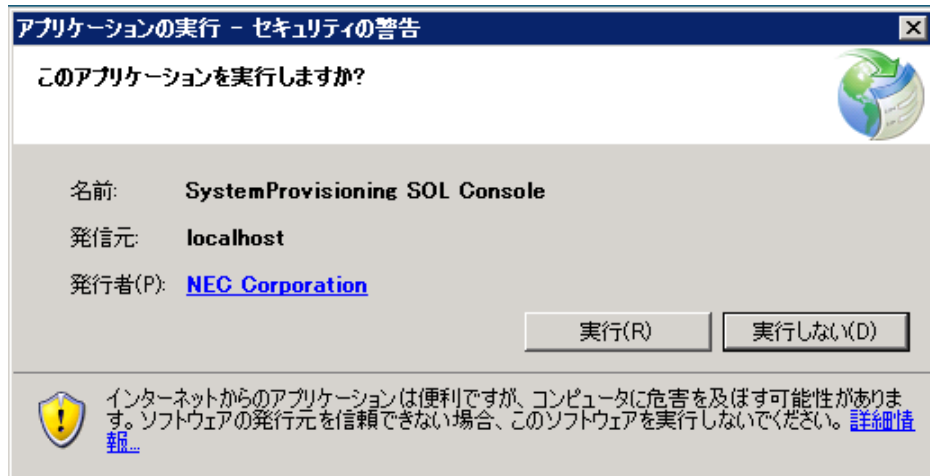 アプリケーションの実行 - セキュリティの警告
このアプリケーションを実行しますか?
名前: SystemProvisioning SOL Console
発信元: localhost
発行者(P): NEC Corporation
実行(R) 実行しない(D)
インターネットからのアプリケーションは便利ですが、コンピュータに危害を及ぼす可能性がありま
す。ソフトウェアの発行元を信頼できない場合、このソフトウェアを実行しないでください。詳細情
報...